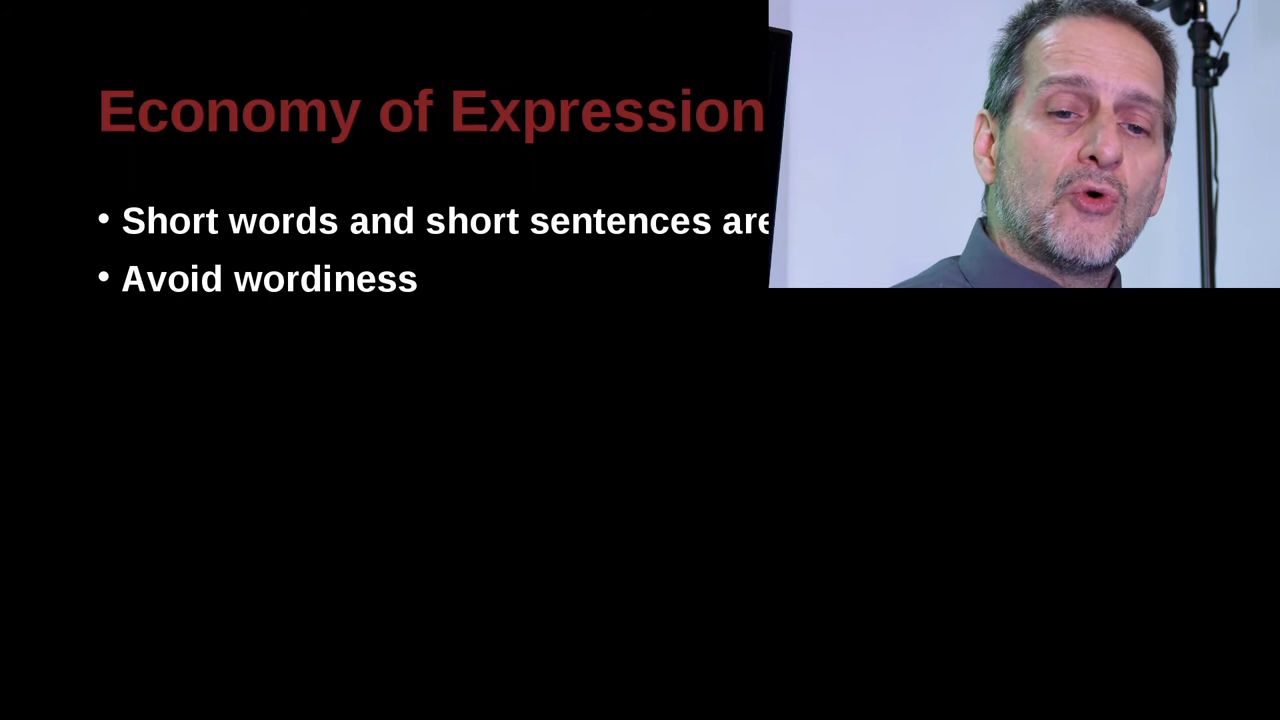 Economy of Expression
• Short words and short sentences are
• Avoid wordiness